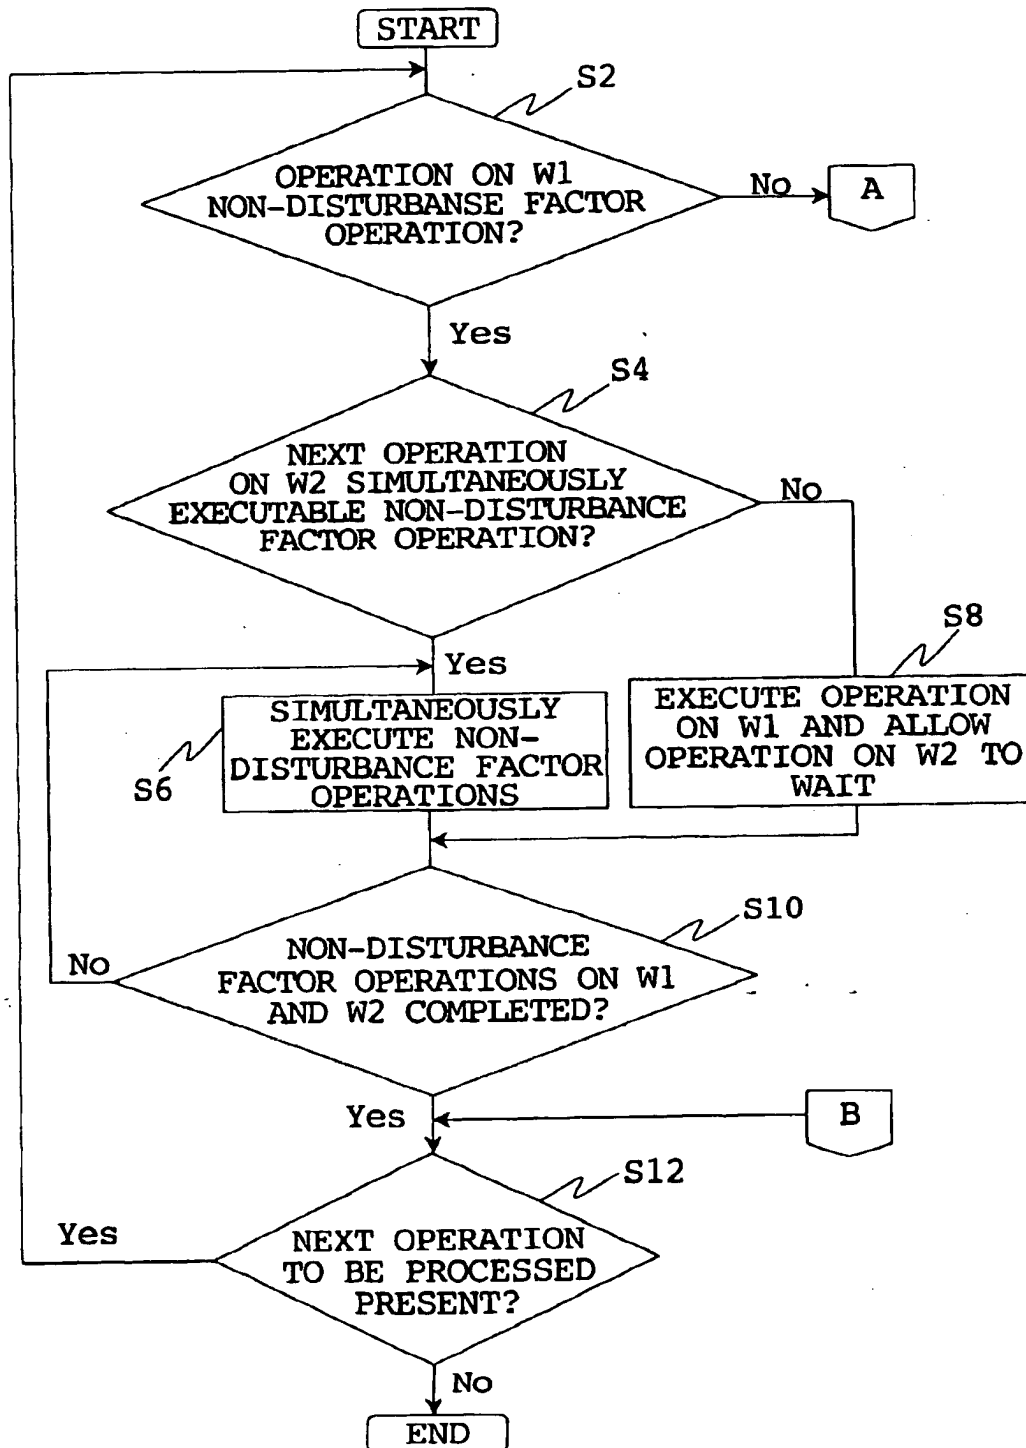 START
S2
OPERATION ON W1
NON-DISTURBANSE FACTOR
OPERATION?
No
A
Yes
S4
NEXT OPERATION
ON W2 SIMULTANEOUSLY
EXECUTABLE NON-DISTURBANCE
FACTOR OPERATION?
No
Yes
S8
SIMULTANEOUSLY
EXECUTE NON-
DISTURBANCE FACTOR
OPERATIONS
S6
EXECUTE OPERATION
ON W1 AND ALLOW
OPERATION ON W2 TO
WAIT
S10
NON-DISTURBANCE
FACTOR OPERATIONS ON W1
AND W2 COMPLETED?
No
Yes
B
S12
Yes
NEXT OPERATION
TO BE PROCESSED
PRESENT?
No
END